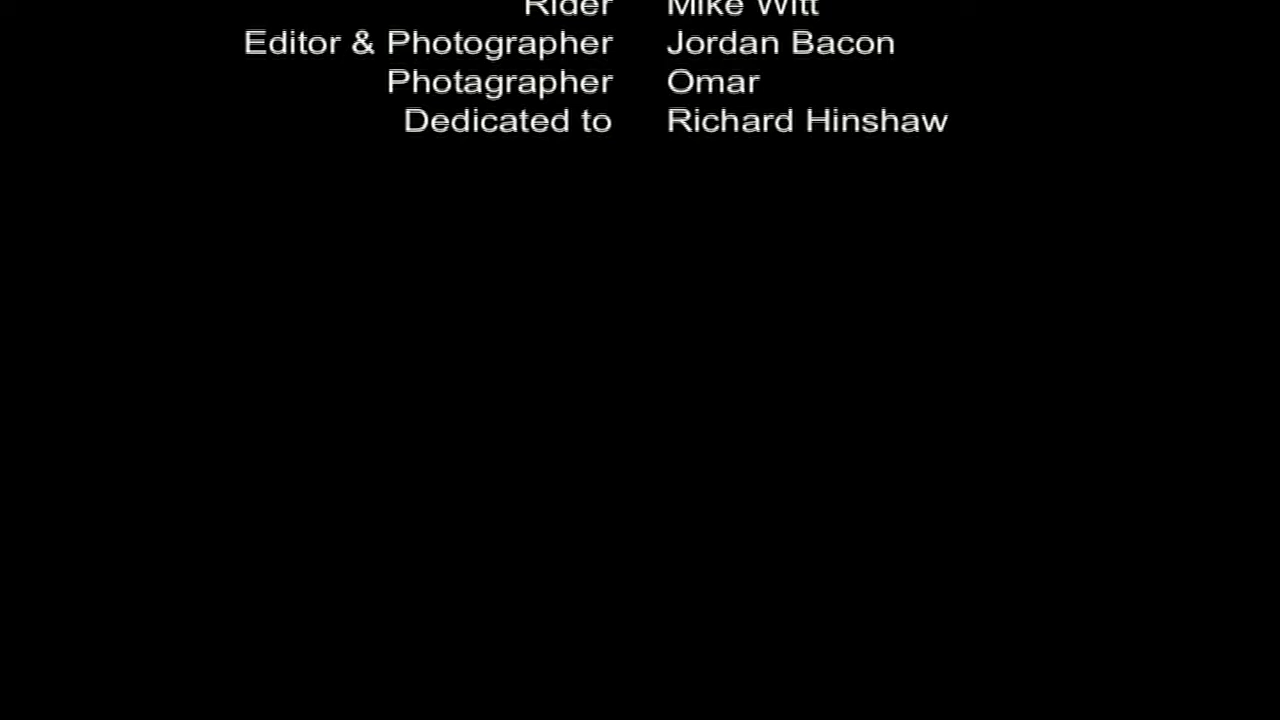 Rider Mike Witt
Editor & Photographer Jordan Bacon
Photagrapher Omar
Dedicated to Richard Hinshaw